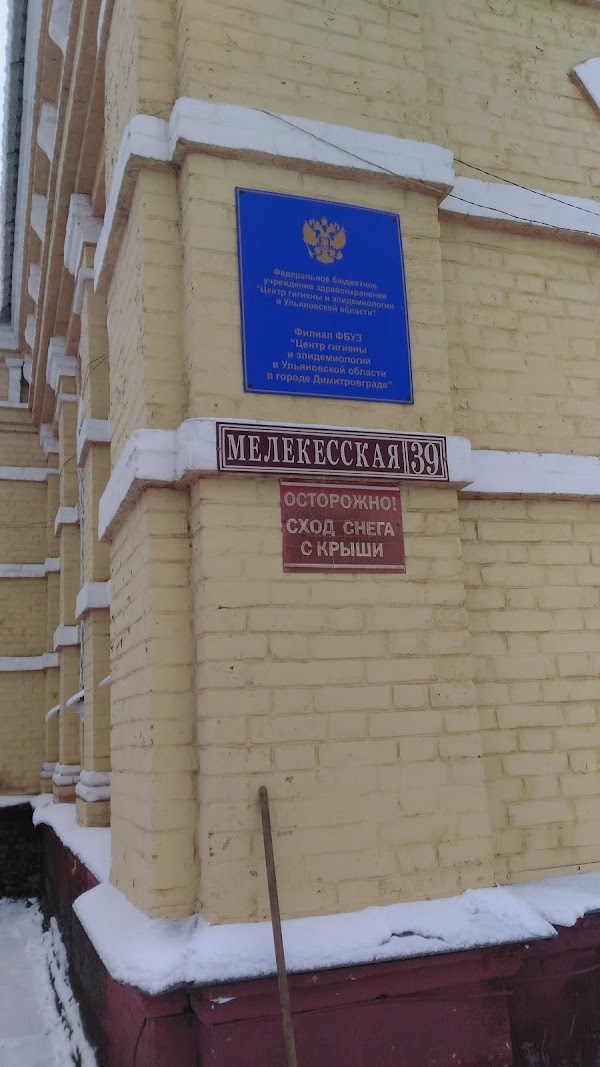 Федеральное бюджетное
учреждение здравоохранения
"Центр гигиены и эпидемиологии
в Ульяновской области"
Филиал ФБУЗ
"Центр гигиены
и эпидемиологии
в Ульяновской области
в городе Димитровграде"
МЕЛЕКЕССКАЯ 39
ОСТОРОЖНО!
СХОД СНЕГА
С КРЫШИ